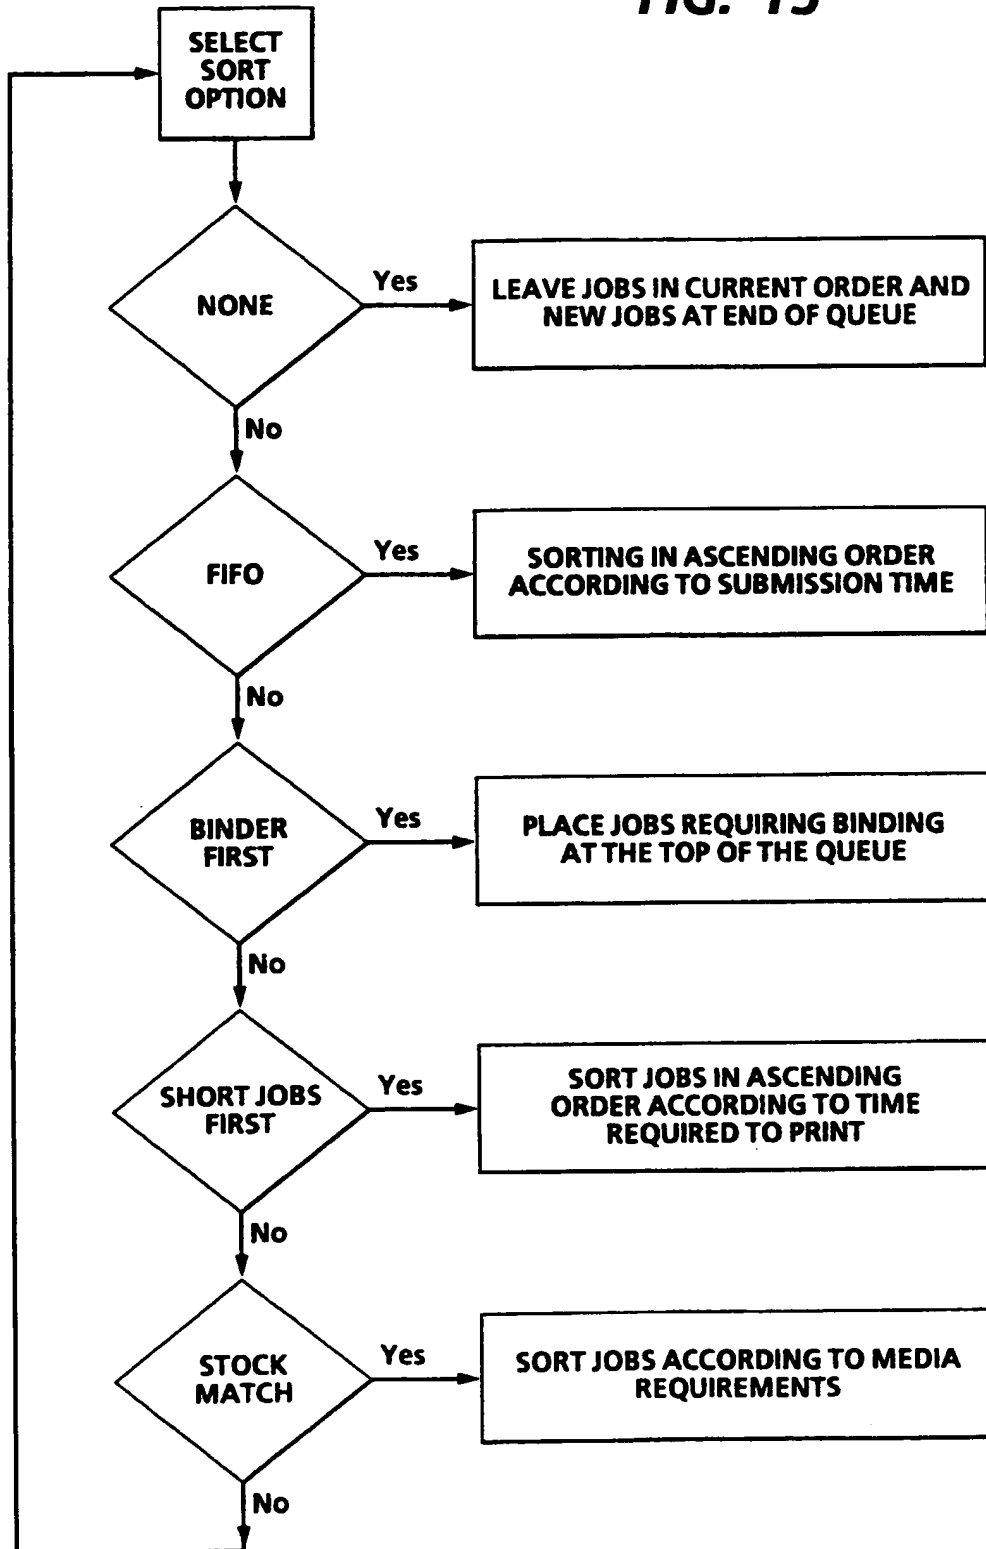 FIG. 15
SELECT
SORT
OPTION
NONE
Yes
LEAVE JOBS IN CURRENT ORDER AND
NEW JOBS AT END OF QUEUE
No
FIFO
Yes
SORTING IN ASCENDING ORDER
ACCORDING TO SUBMISSION TIME
No
BINDER
FIRST
Yes
PLACE JOBS REQUIRING BINDING
AT THE TOP OF THE QUEUE
No
SHORT JOBS
FIRST
Yes
SORT JOBS IN ASCENDING
ORDER ACCORDING TO TIME
REQUIRED TO PRINT
No
STOCK
MATCH
Yes
SORT JOBS ACCORDING TO MEDIA
REQUIREMENTS
No